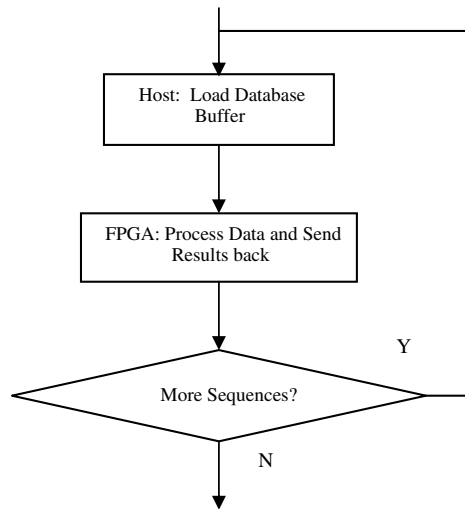 Host: Load Database
Buffer
FPGA: Process Data and Send
Results back
Y
More Sequences?
N